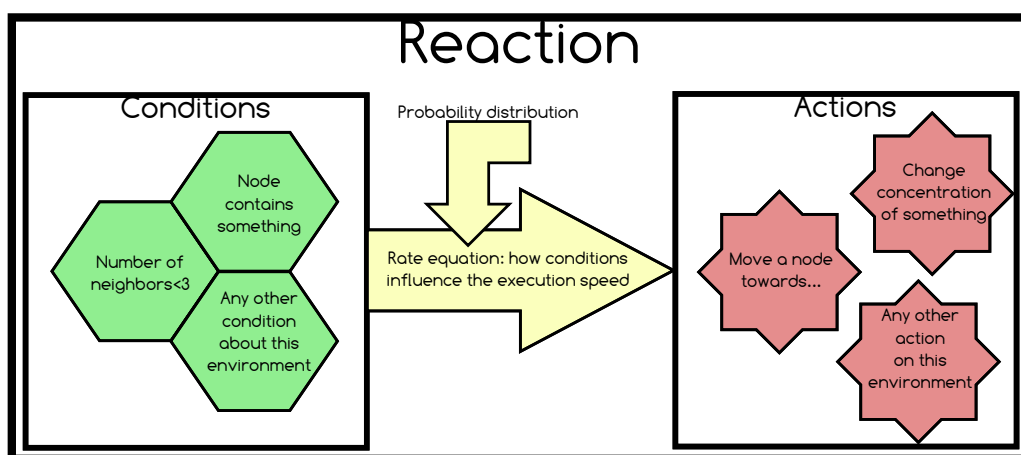 Reaction
Conditions
Node
contains
something
Number of
neighbors<3
Any other
condition
about this
environment
Probability distribution
Rate equation: how conditions
influence the execution speed
Actions
Change
concentration
of something
Move a node
towards...
Any other
action
on this
environment